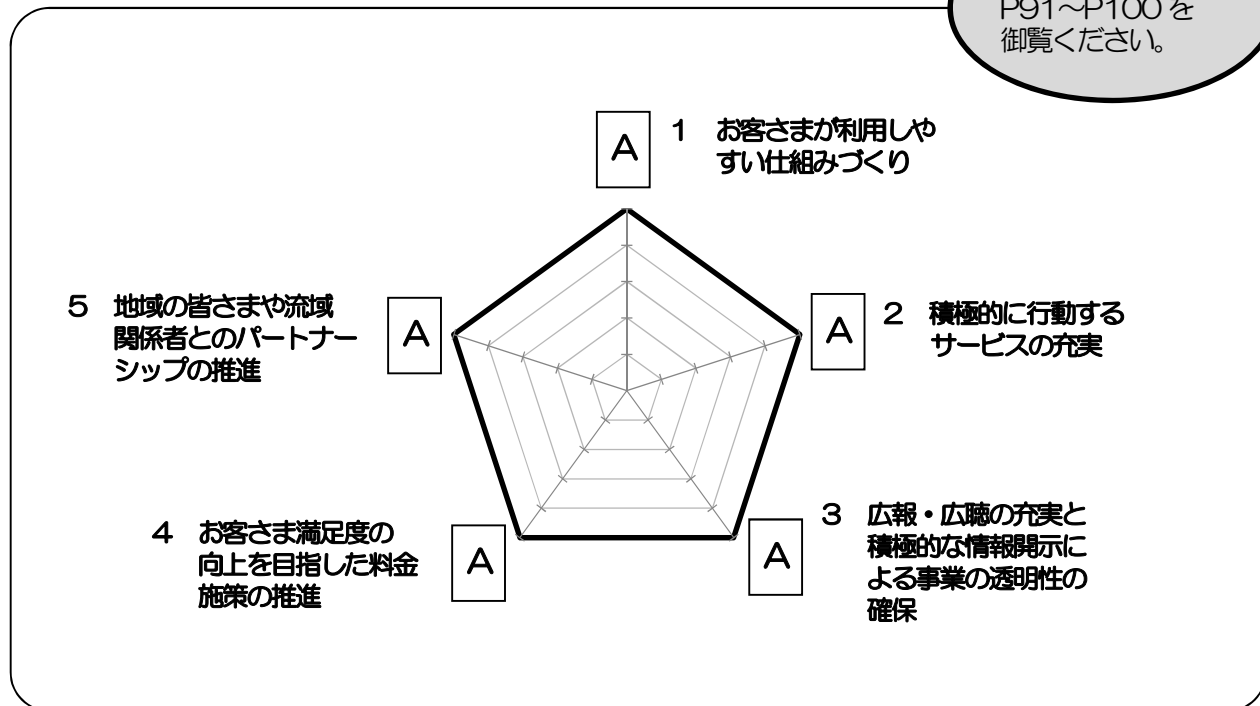 P91～P100を
御覧ください。
A
1 お客さまが利用しや
すい仕組みづくり
A
2 積極的に行動する
サービスの充実
A
3 広報・広聴の充実と
積極的な情報開示に
よる事業の透明性の
確保
A
4 お客さま満足度の
向上を目指した料金
施策の推進
A
5 地域の皆さまや流域
関係者とのパートナー
シップの推進